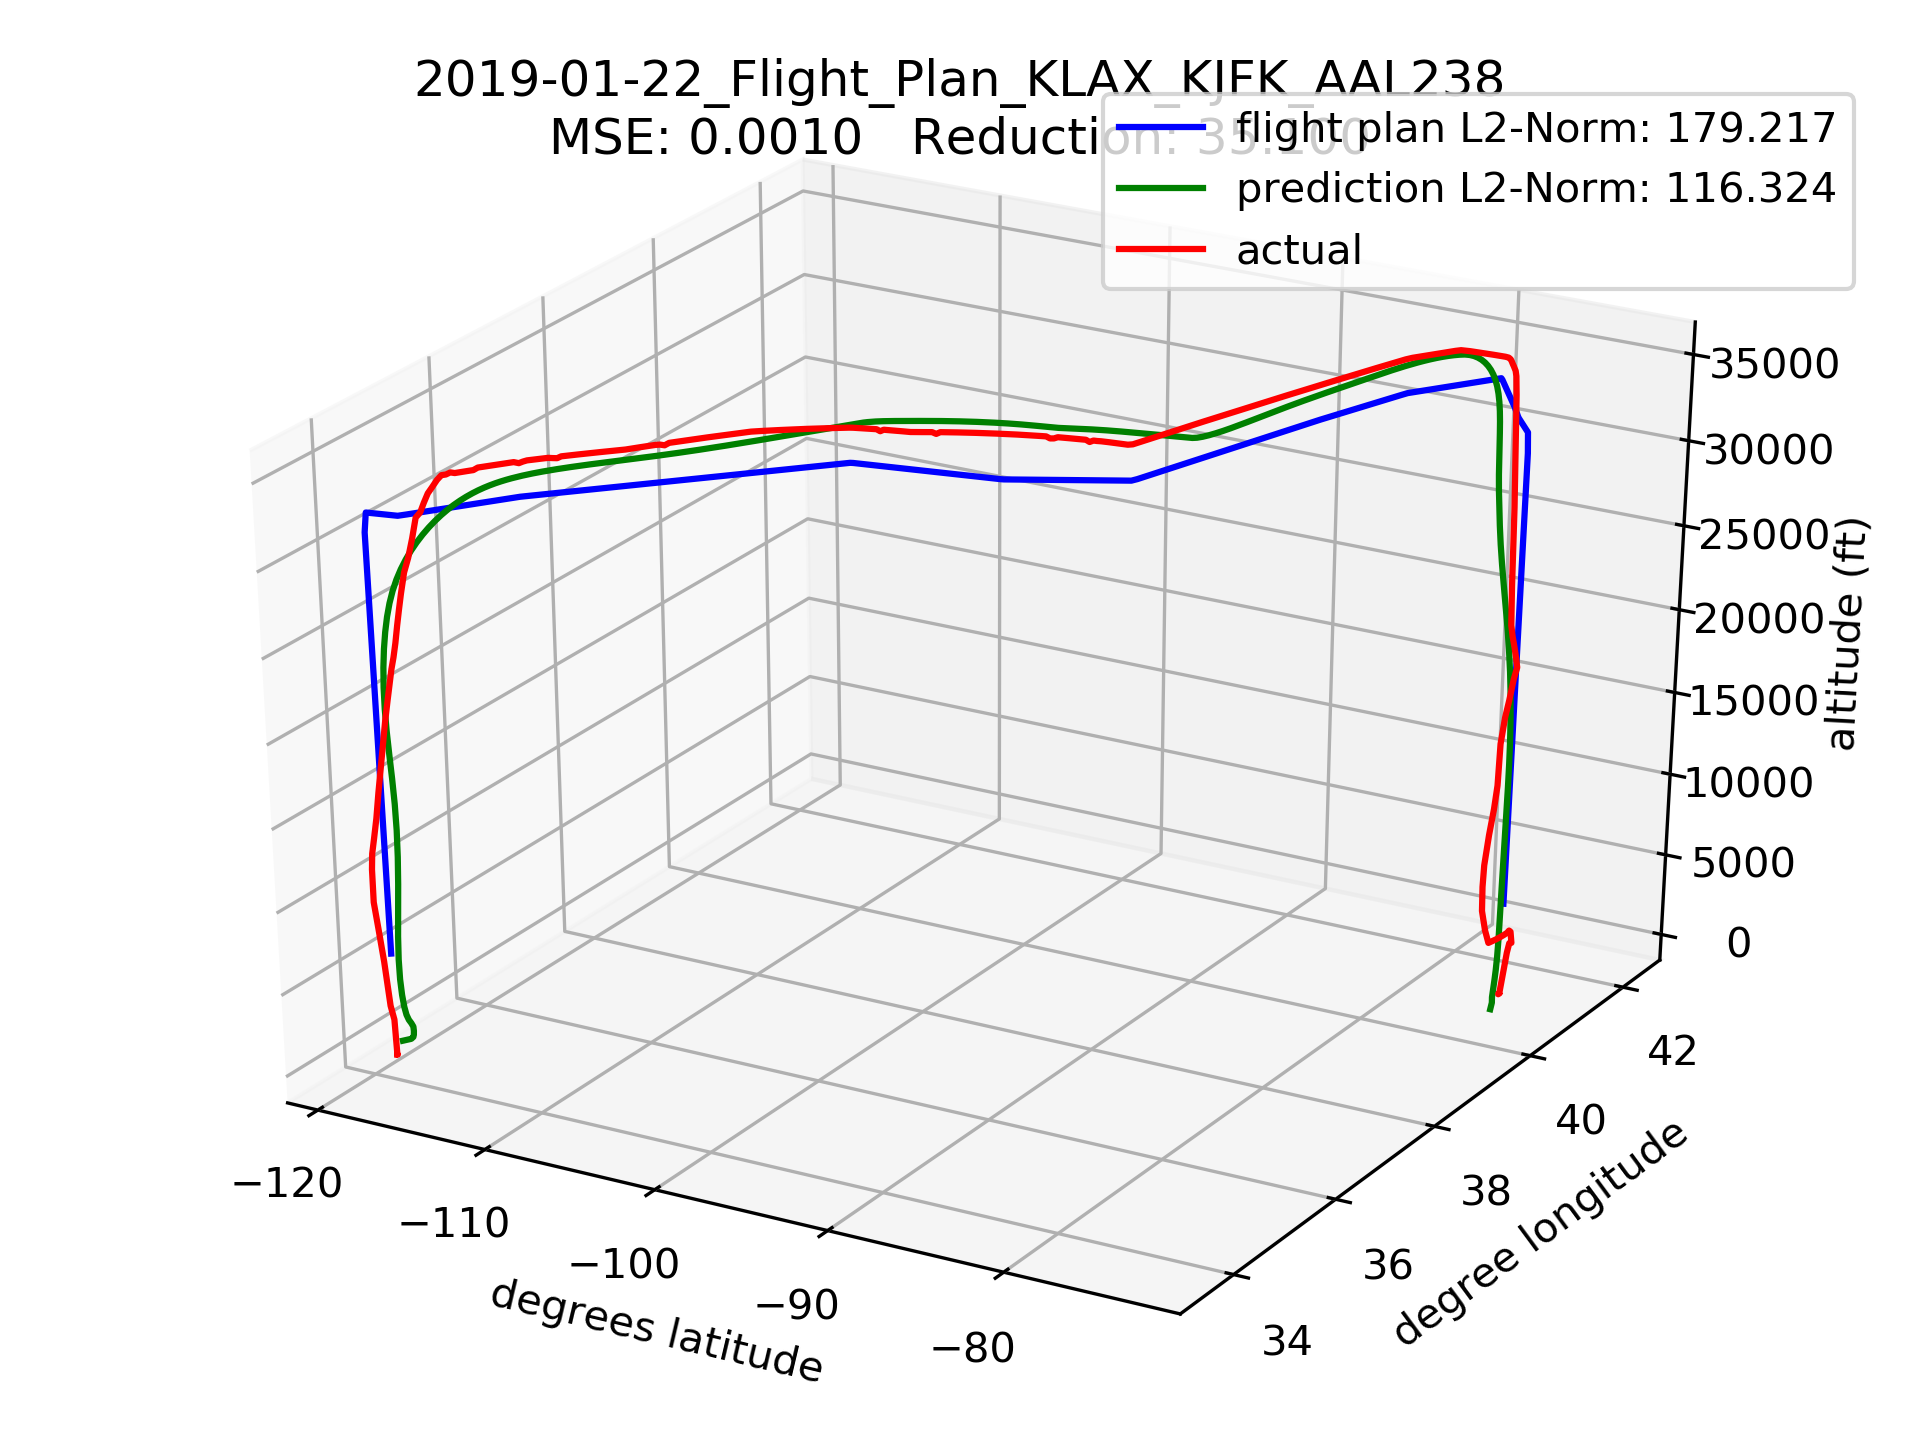 2019-01-22_Flight_Plan_KLAX_KJFK_AAL238
MSE: 0.0010   Reduction:
flight plan L2-Norm: 179.217
prediction L2-Norm: 116.324
actual
35000
30000
25000
20000
15000
10000
5000
0
altitude (ft)
42
40
38
36
34
degree longitude
−120
−110
−100
−90
−80
degrees latitude